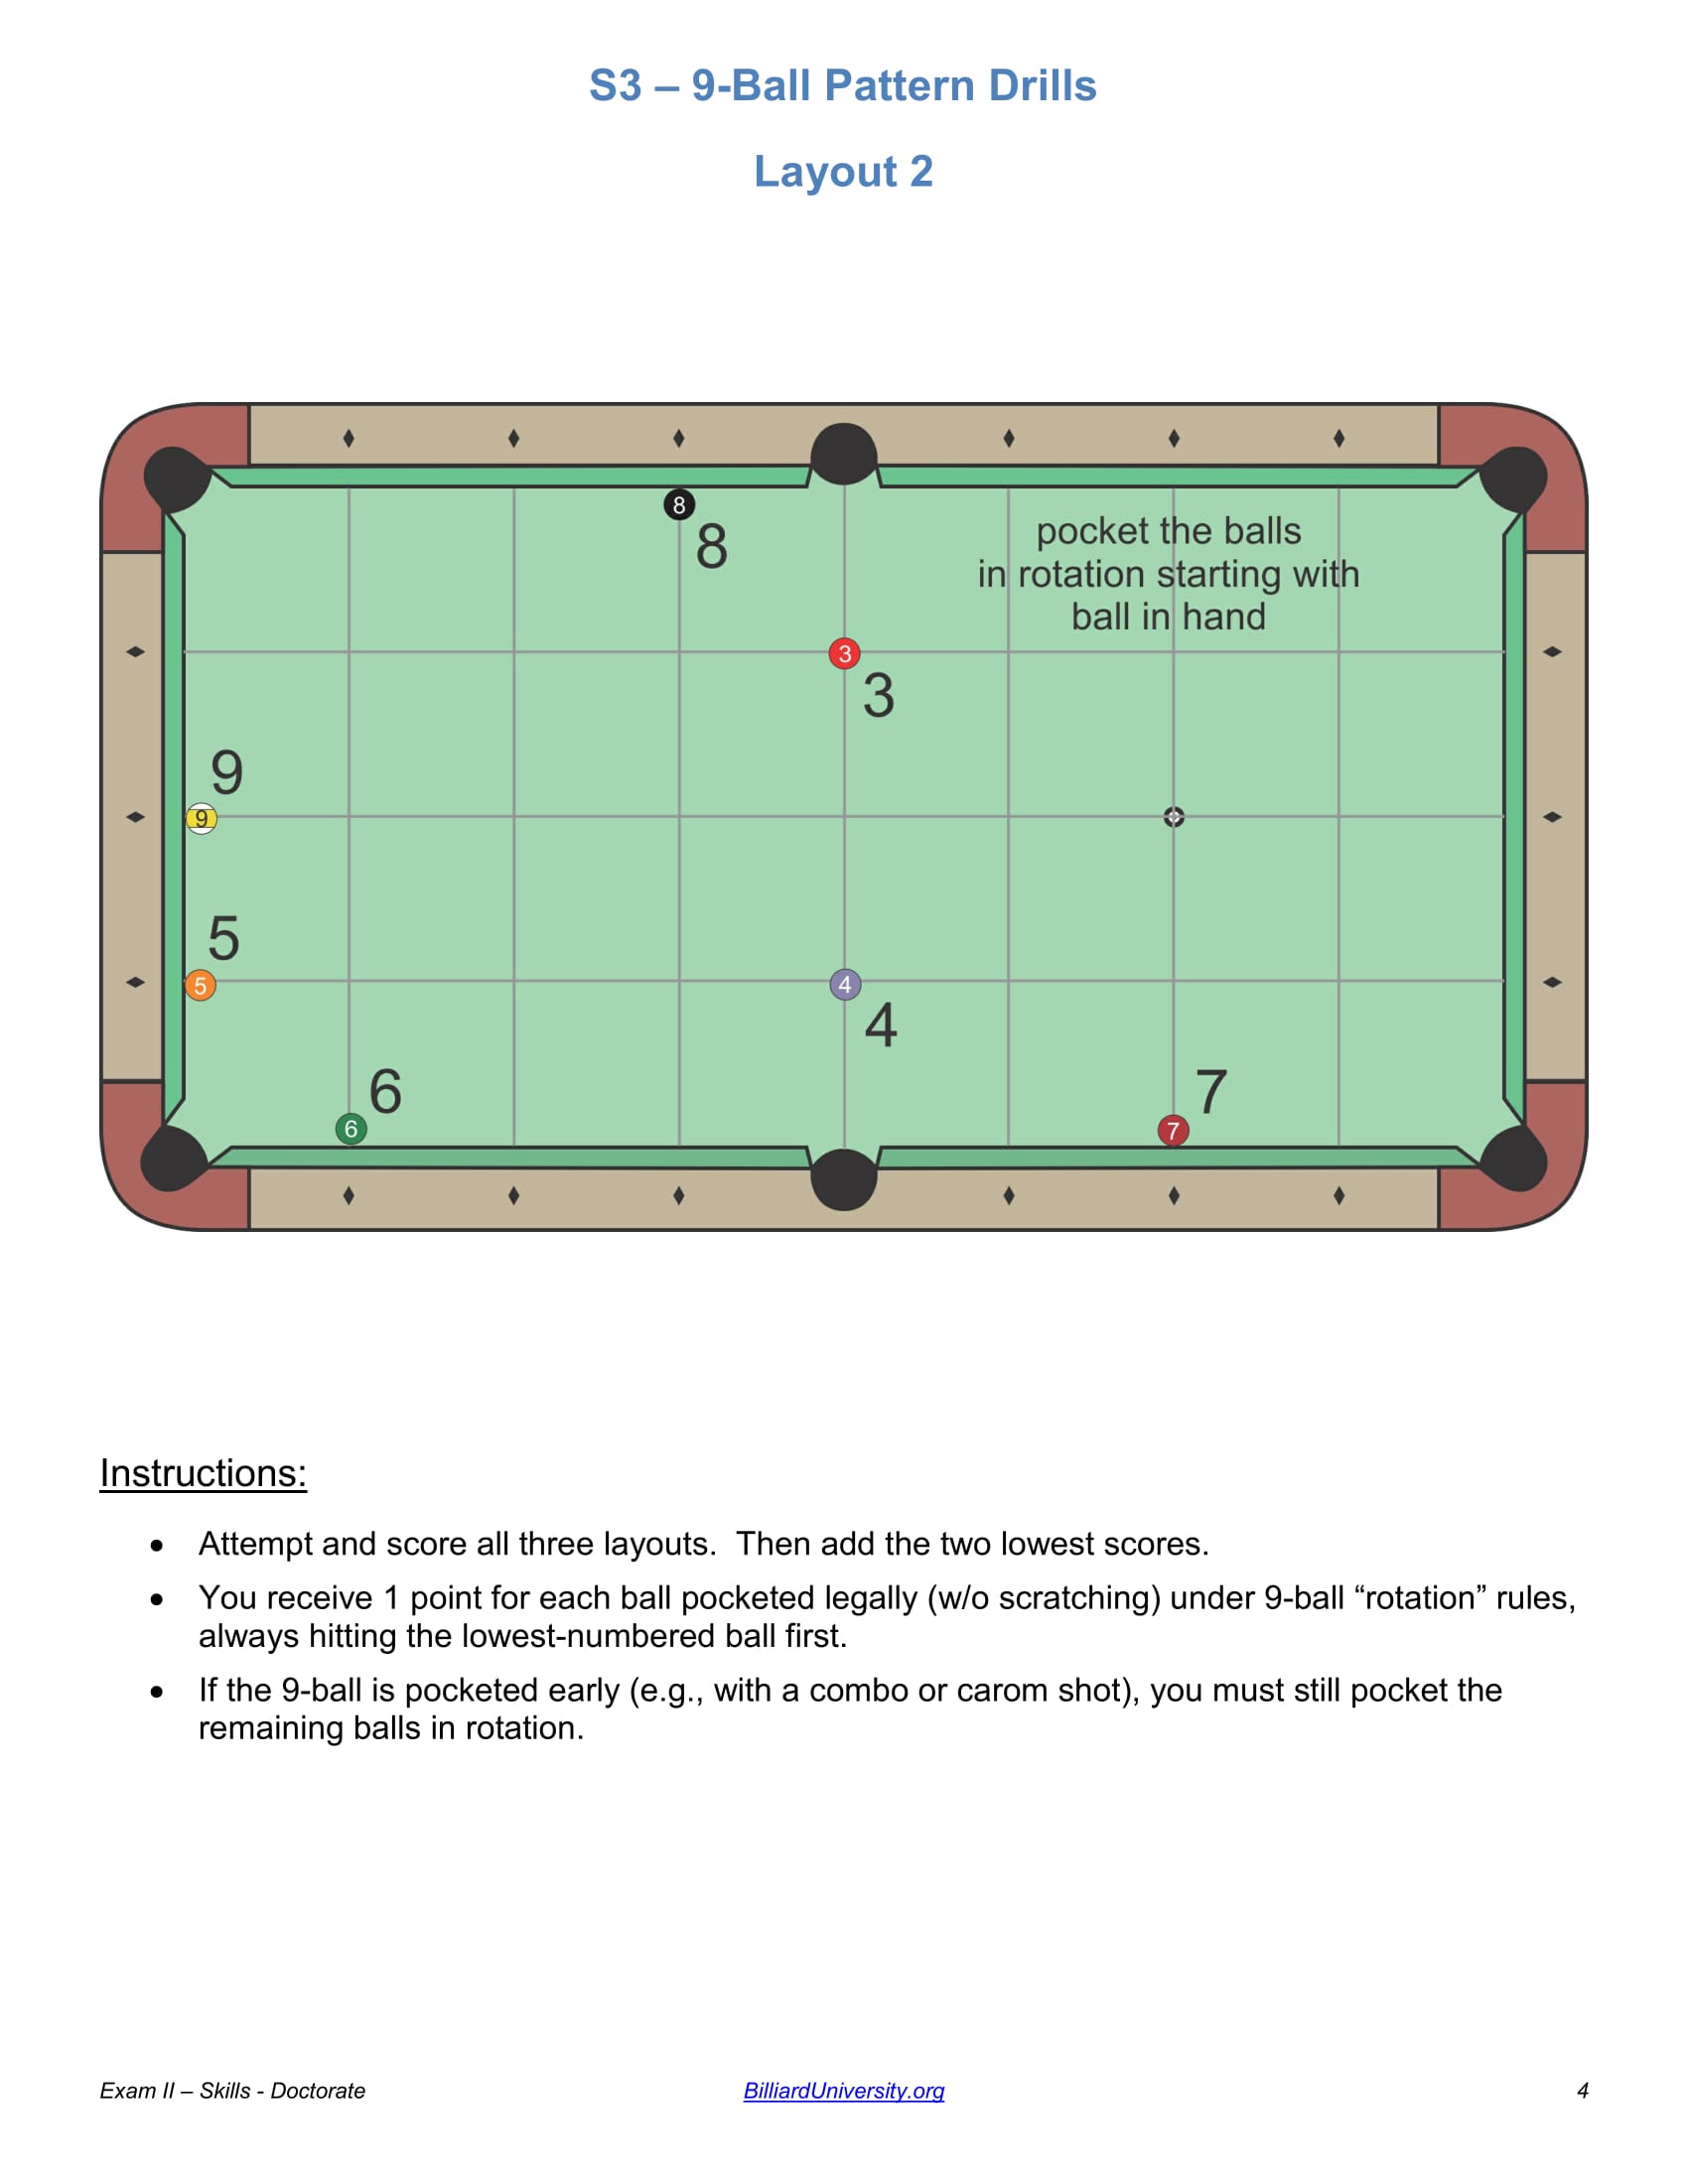 S3 – 9-Ball Pattern Drills
Layout 2
8
8
pocket the balls
in rotation starting with
ball in hand
3
3
9
9
5
5
4
4
6
6
7
7
Instructions:
• Attempt and score all three layouts.  Then add the two lowest scores.
• You receive 1 point for each ball pocketed legally (w/o scratching) under 9-ball “rotation” rules,
always hitting the lowest-numbered ball first.
• If the 9-ball is pocketed early (e.g., with a combo or carom shot), you must still pocket the
remaining balls in rotation.
Exam II – Skills - Doctorate BilliardUniversity.org 4